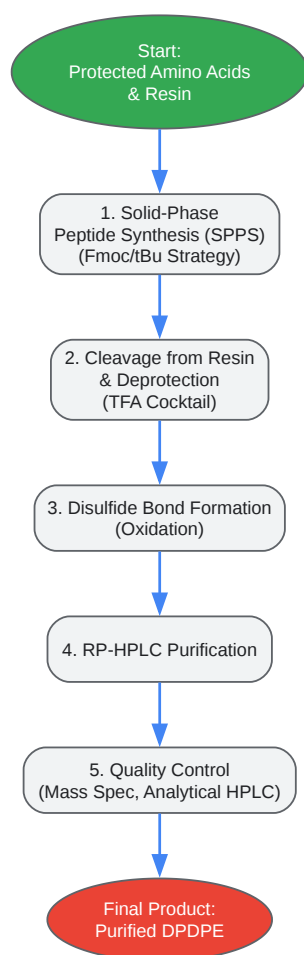 Start:
Protected Amino Acids
& Resin
1. Solid-Phase
Peptide Synthesis (SPPS)
(Fmoc/tBu Strategy)
2. Cleavage from Resin
& Deprotection
(TFA Cocktail)
3. Disulfide Bond Formation
(Oxidation)
4. RP-HPLC Purification
5. Quality Control
(Mass Spec, Analytical HPLC)
Final Product:
Purified DPDPE